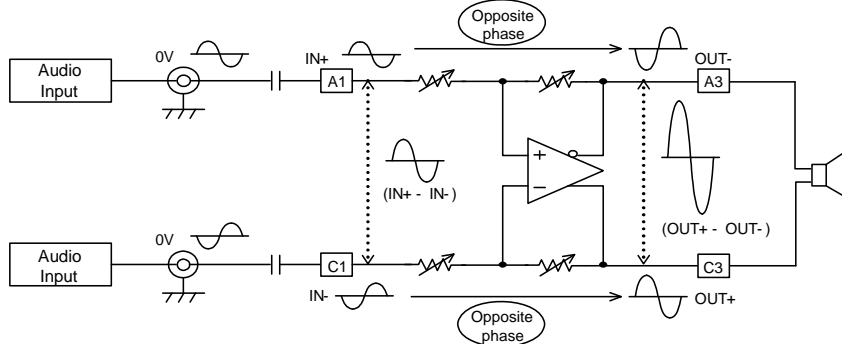 Opposite
phase
0V
IN+
OUT-
Audio
Input
A1
A3
+
−
(IN+ - IN-)
(OUT+ - OUT-)
0V
Audio
Input
C1
C3
IN-
OUT+
Opposite
phase